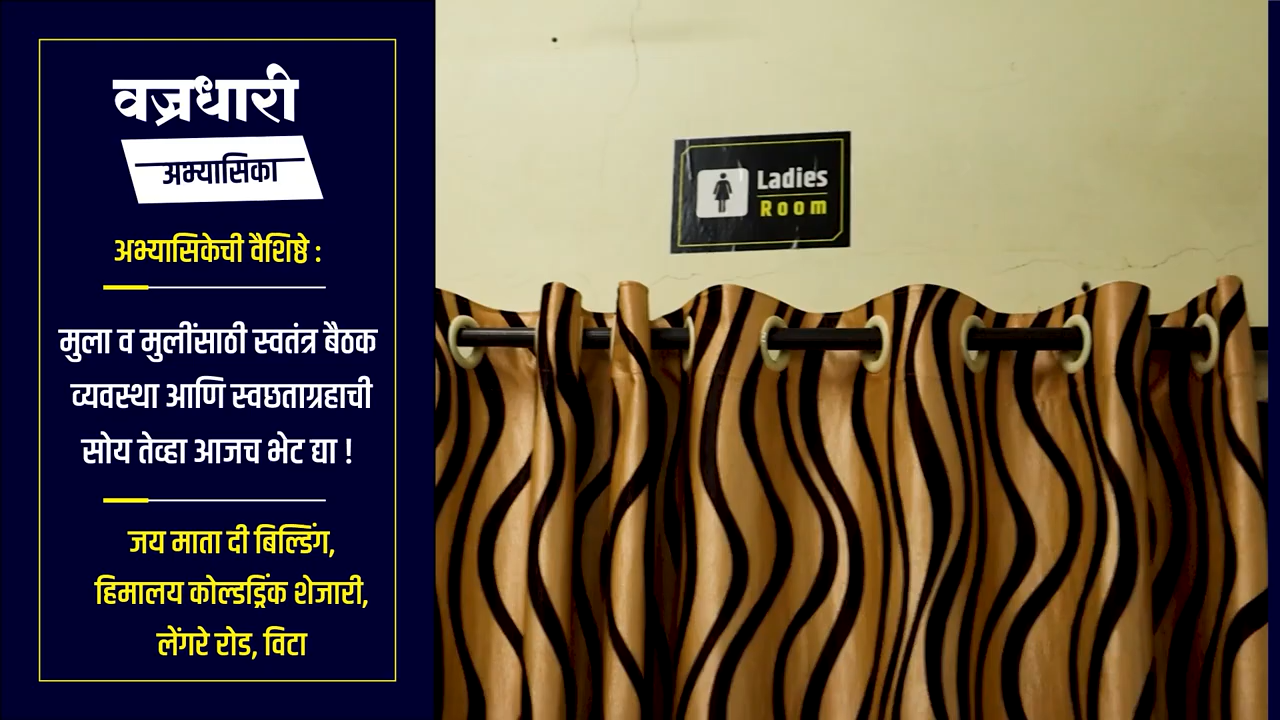 वज्रधारी
अभ्यासिका
अभ्यासिकेची वैशिष्ठे :
मुला व मुलींसाठी स्वतंत्र बैठक
व्यवस्था आणि स्वछताग्रहाची
सोय तेव्हा आजच भेट द्या !
जय माता दी बिल्डिंग,
हिमालय कोल्डड्रिंक शेजारी,
लेंगरे रोड, विटा
Ladies
Room